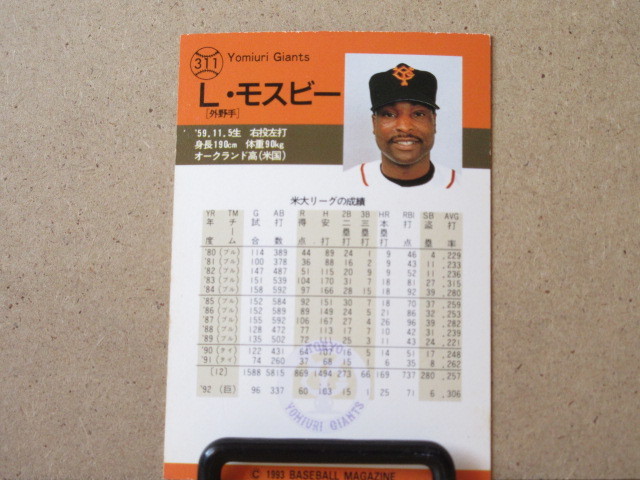 311
Yomiuri Giants
L・モスビー
[外野手]
'59,11,5生 右投左打
身長190cm 体重90kg
オークランド高(米国)
米大リーグの成績
YR TM G AB R H 2B 3B HR RBI SB AVG
年度 チーム 試合 打数 得点 安打 二塁打 三塁打 本塁打 打点 盗塁 打率
'80 (ブル) 114 389 44 89 24 1 9 46 4 .229
'81 (ブル) 100 378 36 88 16 2 9 43 11 .233
'82 (ブル) 147 487 51 115 20 9 9 52 11 .236
'83 (ブル) 151 539 104 170 31 7 18 81 27 .315
'84 (ブル) 158 592 97 166 28 15 18 92 39 .280
'85 (ブル) 152 584 92 151 30 7 18 70 37 .259
'86 (ブル) 152 589 89 149 24 5 21 86 32 .253
'87 (ブル) 155 592 106 167 27 4 26 96 39 .282
'88 (ブル) 128 472 77 113 17 7 10 42 31 .239
'89 (ブル) 135 502 72 25 3 11 43 24 .221
'90 (タイ) 122 431 64 102 16 5 14 51 17 .248
'91 (タイ) 74 260 37 68 15 1 6 35 8 .262
(12) 1588 5815 869 1494 273 66 169 737 280 .257
'92 (巨) 96 337 60 103 15 1 25 71 6 .306
TOKYO
YOMIURI GIANTS
© 1993 BASEBALL MAGAZINE